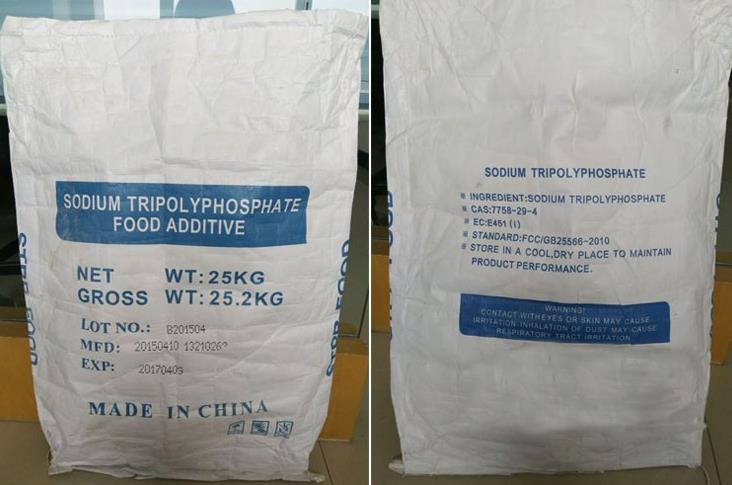 SODIUM TRIPOLYPHOSPHATE
FOOD ADDITIVE
NET WT: 25KG
GROSS WT: 25.2KG
LOT NO.: B201504
MFD: 20150410 13210263
EXP: 20170409
MADE IN CHINA
SODIUM TRIPOLYPHOSPHATE
INGREDIENT:SODIUM TRIPOLYPHOSPHATE
CAS:7758-29-4
EC:E451 (i)
STANDARD:FCC/GB25566-2010
STORE IN A COOL,DRY PLACE TO MAINTAIN
PRODUCT PERFORMANCE.
WARNING!
CONTACT WITH EYES OR SKIN MAY CAUSE
IRRITATION INHALATION OF DUST MAY CAUSE
RESPIRATORY TRACT IRRITATION